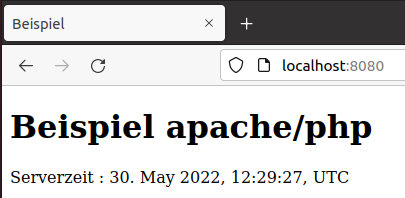 Beispiel
localhost:8080
Beispiel apache/php
Serverzeit : 30. May 2022, 12:29:27, UTC